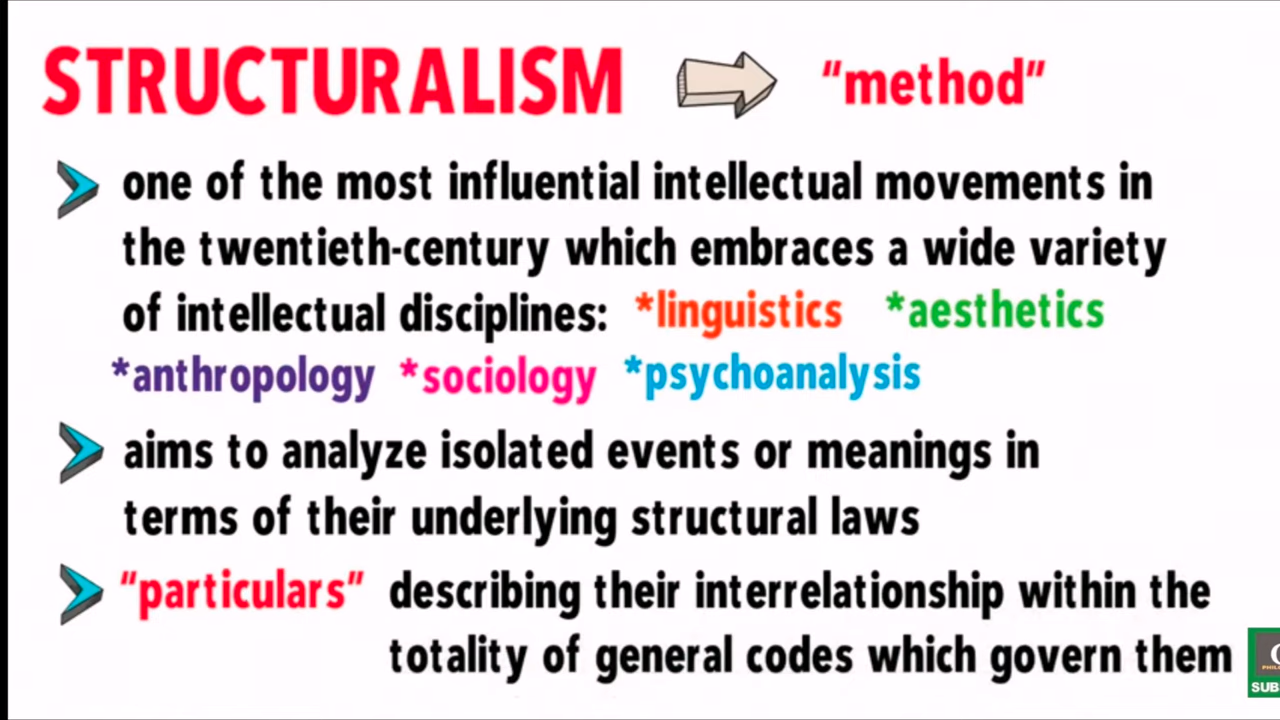 STRUCTURALISM "method"
one of the most influential intellectual movements in
the twentieth-century which embraces a wide variety
of intellectual disciplines: *linguistics *aesthetics
*anthropology *sociology *psychoanalysis
aims to analyze isolated events or meanings in
terms of their underlying structural laws
"particulars" describing their interrelationship within the
totality of general codes which govern them
SUB